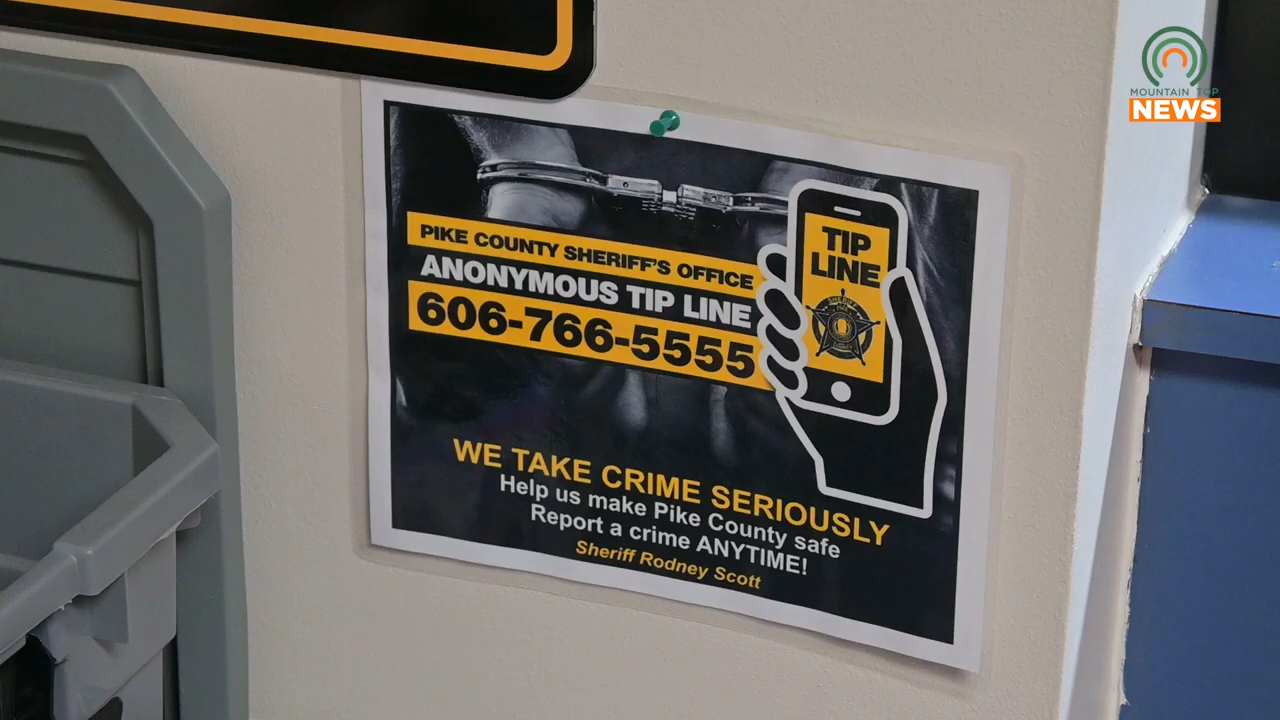 MOUNTAIN TOP
NEWS
PIKE COUNTY SHERIFF'S OFFICE
ANONYMOUS TIP LINE
606-766-5555
TIP
LINE
SHERIFF
WE TAKE CRIME SERIOUSLY
Help us make Pike County safe
Report a crime ANYTIME!
Sheriff Rodney Scott